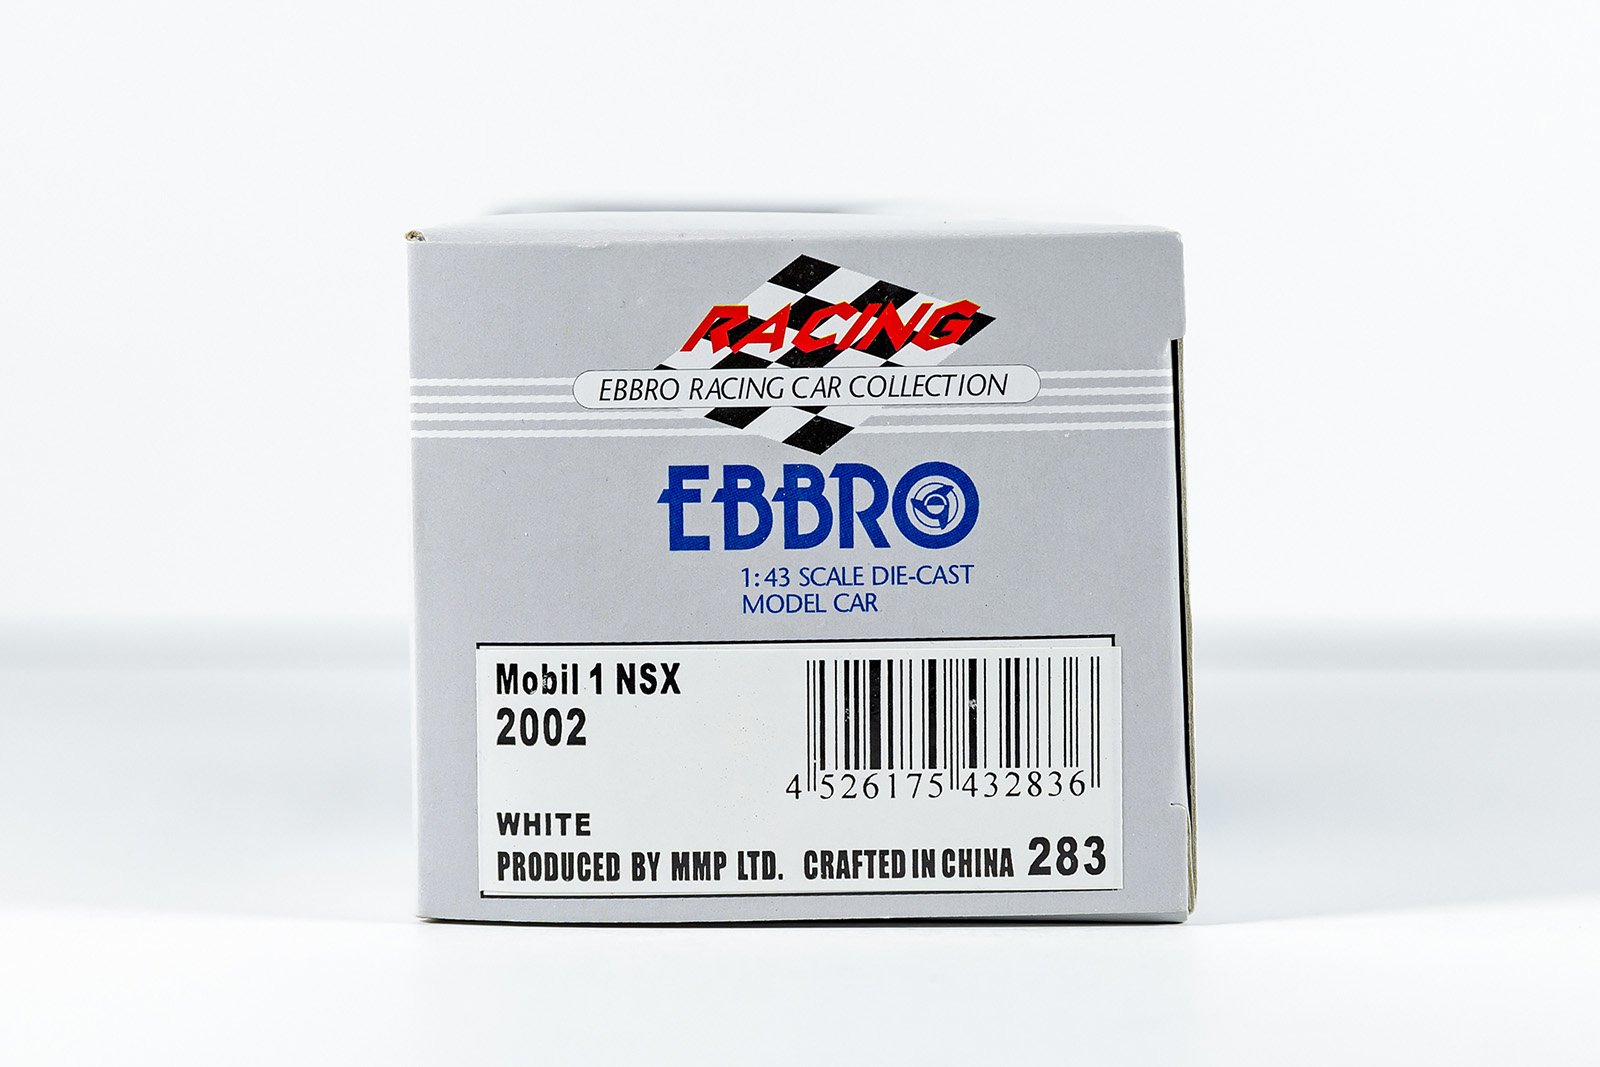 RACING
EBBRO RACING CAR COLLECTION
EBBRO
1:43 SCALE DIE-CAST
MODEL CAR
Mobil 1 NSX
2002
4 526175 432836
WHITE
PRODUCED BY MMP LTD. CRAFTED IN CHINA 283